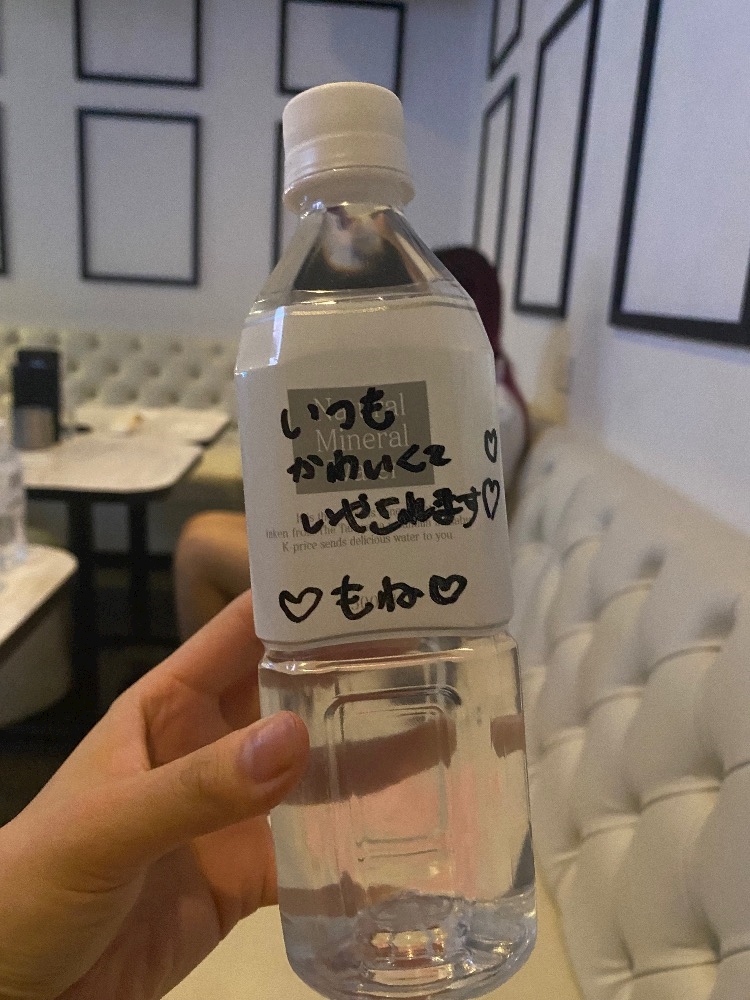 いつも
かわいくて
いやされます♡
♡
♡もね♡
Natural
Mineral
K-price sends delicious water to you.